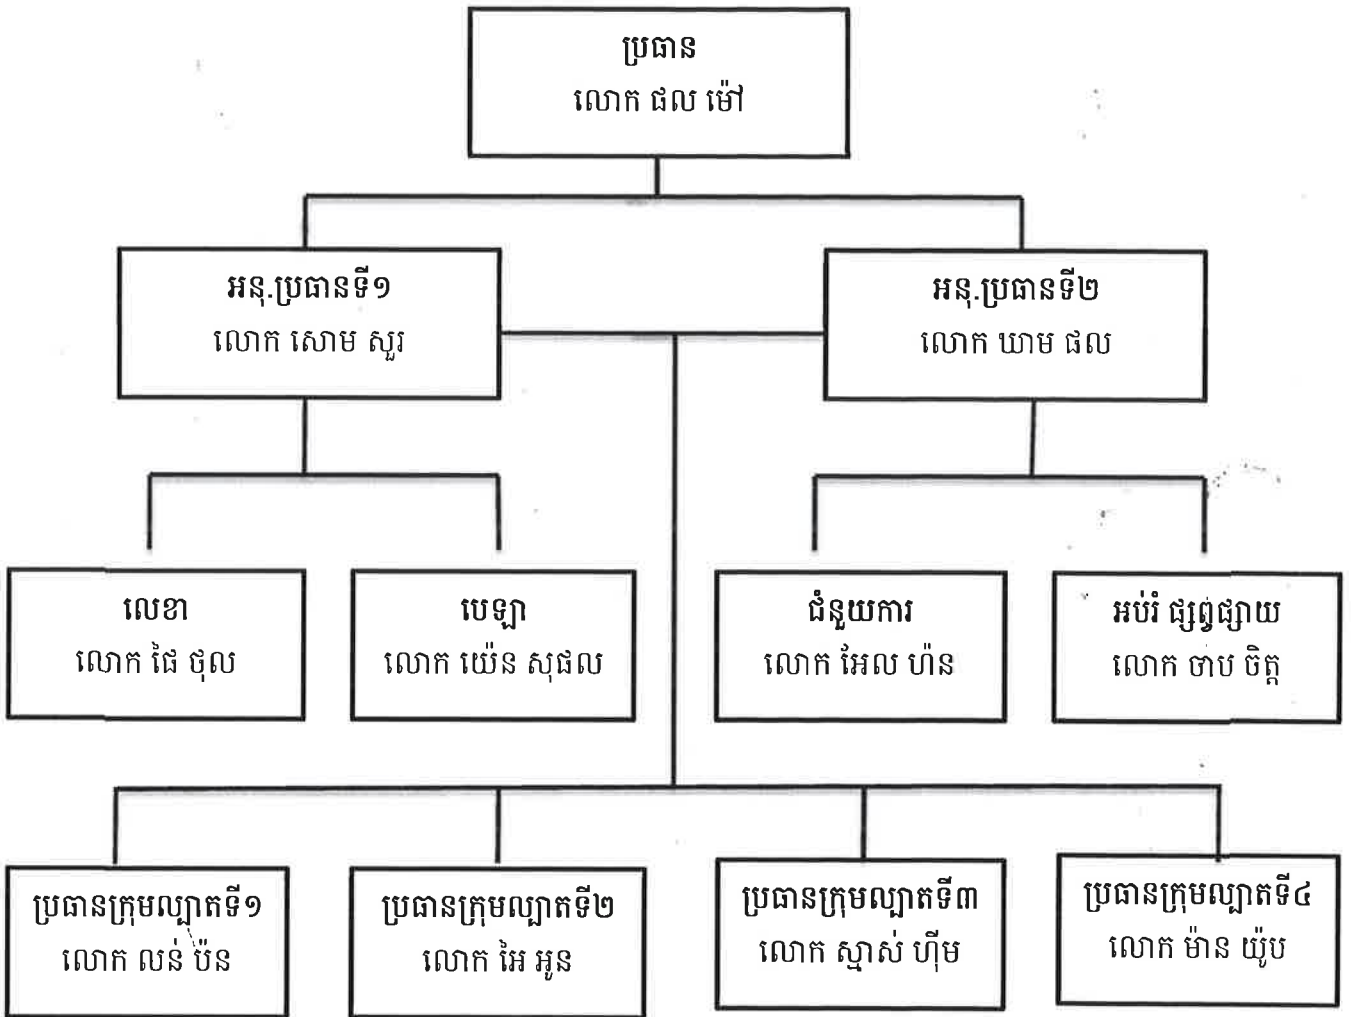 ប្រធាន
លោក ផល ម៉ៅ
អនុ.ប្រធានទី១
លោក សោម សួរ
អនុ.ប្រធានទី២
លោក ឃាម ផល
លេខា
លោក ផៃ ថុល
បេឡា
លោក យ៉េន សុផល
ជំនួយការ
លោក អែល ហ៉ន
អប់រំ ផ្សព្វផ្សាយ
លោក ចាប ចិត្ត
ប្រធានក្រុមល្បាតទី១
លោក លន់ ប៉ន
ប្រធានក្រុមល្បាតទី២
លោក អៃ អូន
ប្រធានក្រុមល្បាតទី៣
លោក ស្មាស់ ហ៊ីម
ប្រធានក្រុមល្បាតទី៤
លោក ម៉ាន យ៉ូប